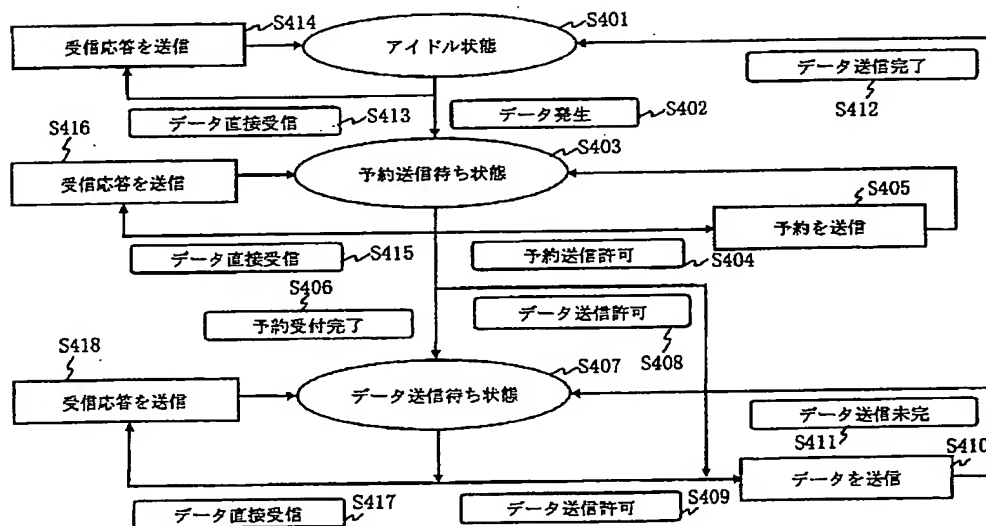 S414
S401
受信応答を送信
アイドル状態
データ送信完了
S412
データ直接受信
S413
データ発生
S402
S416
S403
受信応答を送信
予約送信待ち状態
S405
予約を送信
データ直接受信
S415
予約送信許可
S404
S406
予約受付完了
データ送信許可
S408
S418
S407
受信応答を送信
データ送信待ち状態
データ送信未完
S411
S410
データを送信
データ直接受信
S417
データ送信許可
S409